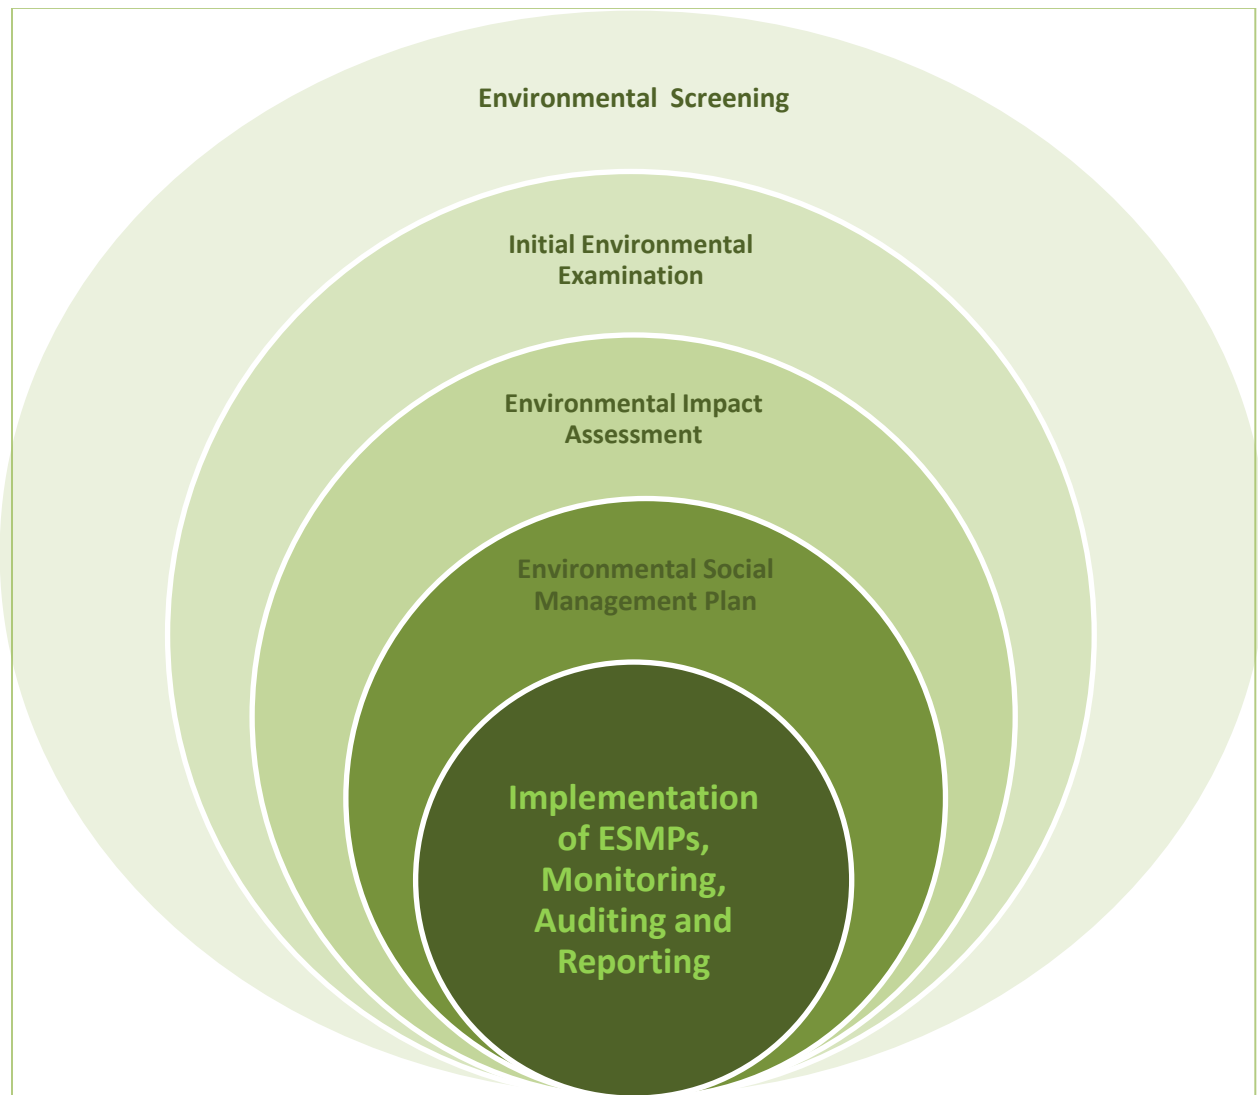 Environmental Screening
Initial Environmental
Examination
Environmental Impact
Assessment
Environmental Social
Management Plan
Implementation
of ESMPs,
Monitoring,
Auditing and
Reporting